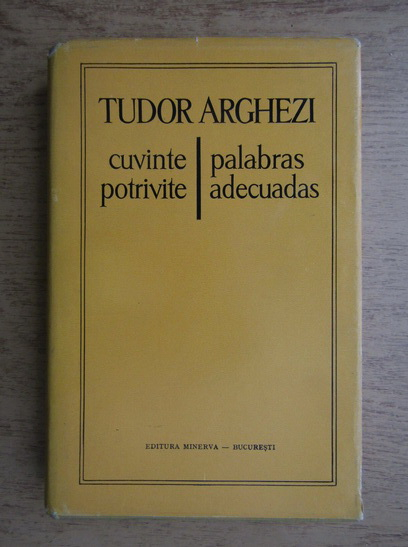 TUDOR ARGHEZI
cuvinte potrivite
palabras adecuadas
EDITURA MINERVA — BUCUREȘTI